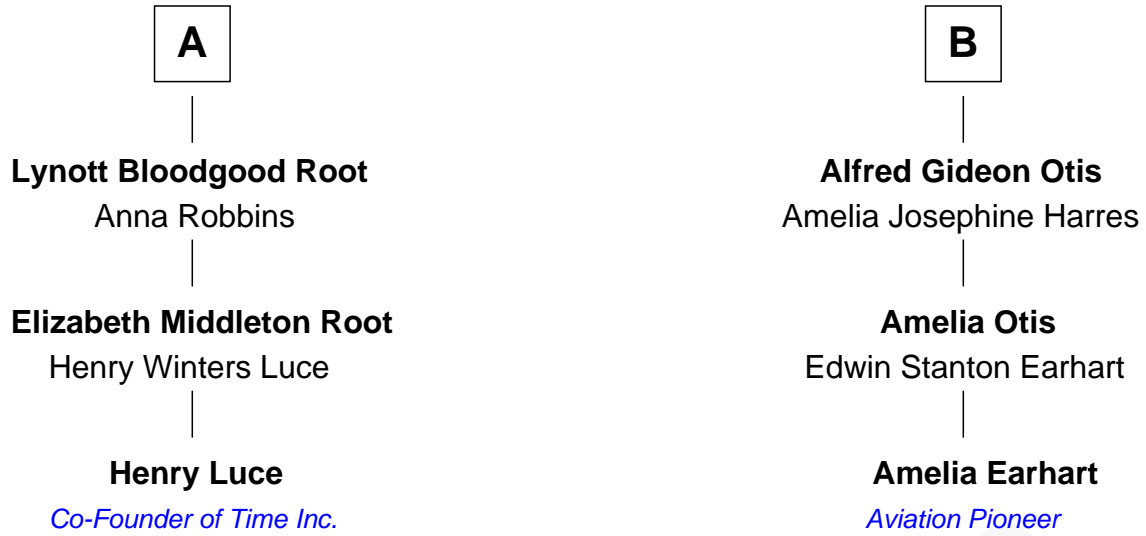 A
B
Lynott Bloodgood Root
Anna Robbins
Alfred Gideon Otis
Amelia Josephine Harres
Elizabeth Middleton Root
Henry Winters Luce
Amelia Otis
Edwin Stanton Earhart
Henry Luce
Co-Founder of Time Inc.
Amelia Earhart
Aviation Pioneer